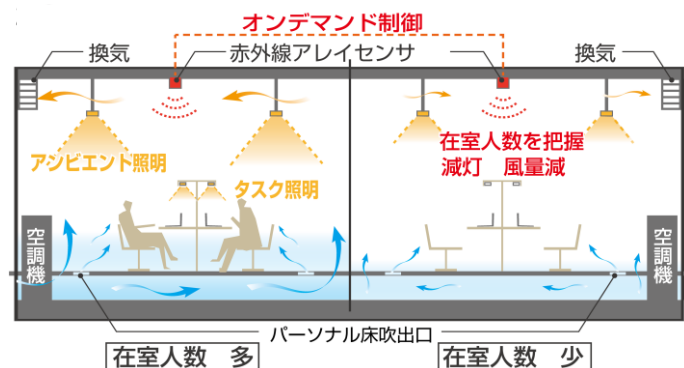 オンデマンド制御
換気
赤外線アレイセンサ
換気
アンビエンド照明
タスク照明
在室人数を把握
減灯 風量減
空調機
空調機
パーソナル床吹出口
在室人数 多
在室人数 少